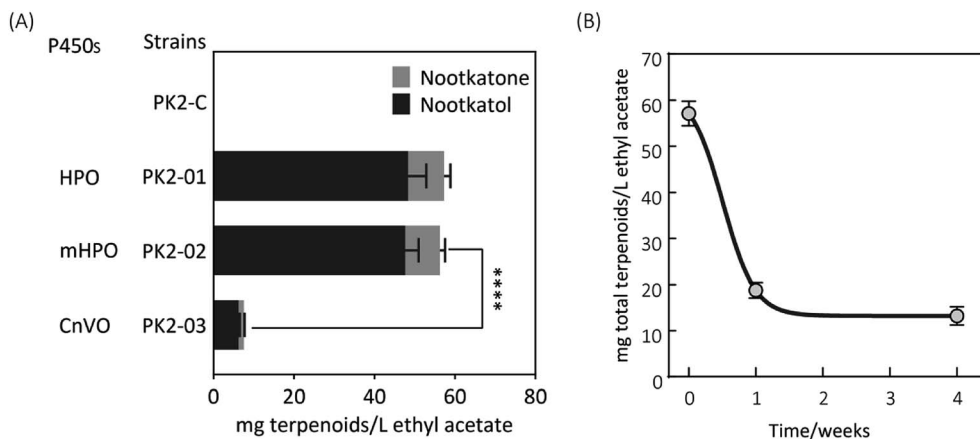 (A)
P450s Strains
Nootkatone
Nootkatol
PK2-C
HPO PK2-01
mHPO PK2-02
CnVO PK2-03
****
0 20 40 60 80
mg terpenoids/L ethyl acetate
(B)
mg total terpenoids/L ethyl acetate
70
60
50
40
30
20
10
0
0 1 2 3 4
Time/weeks